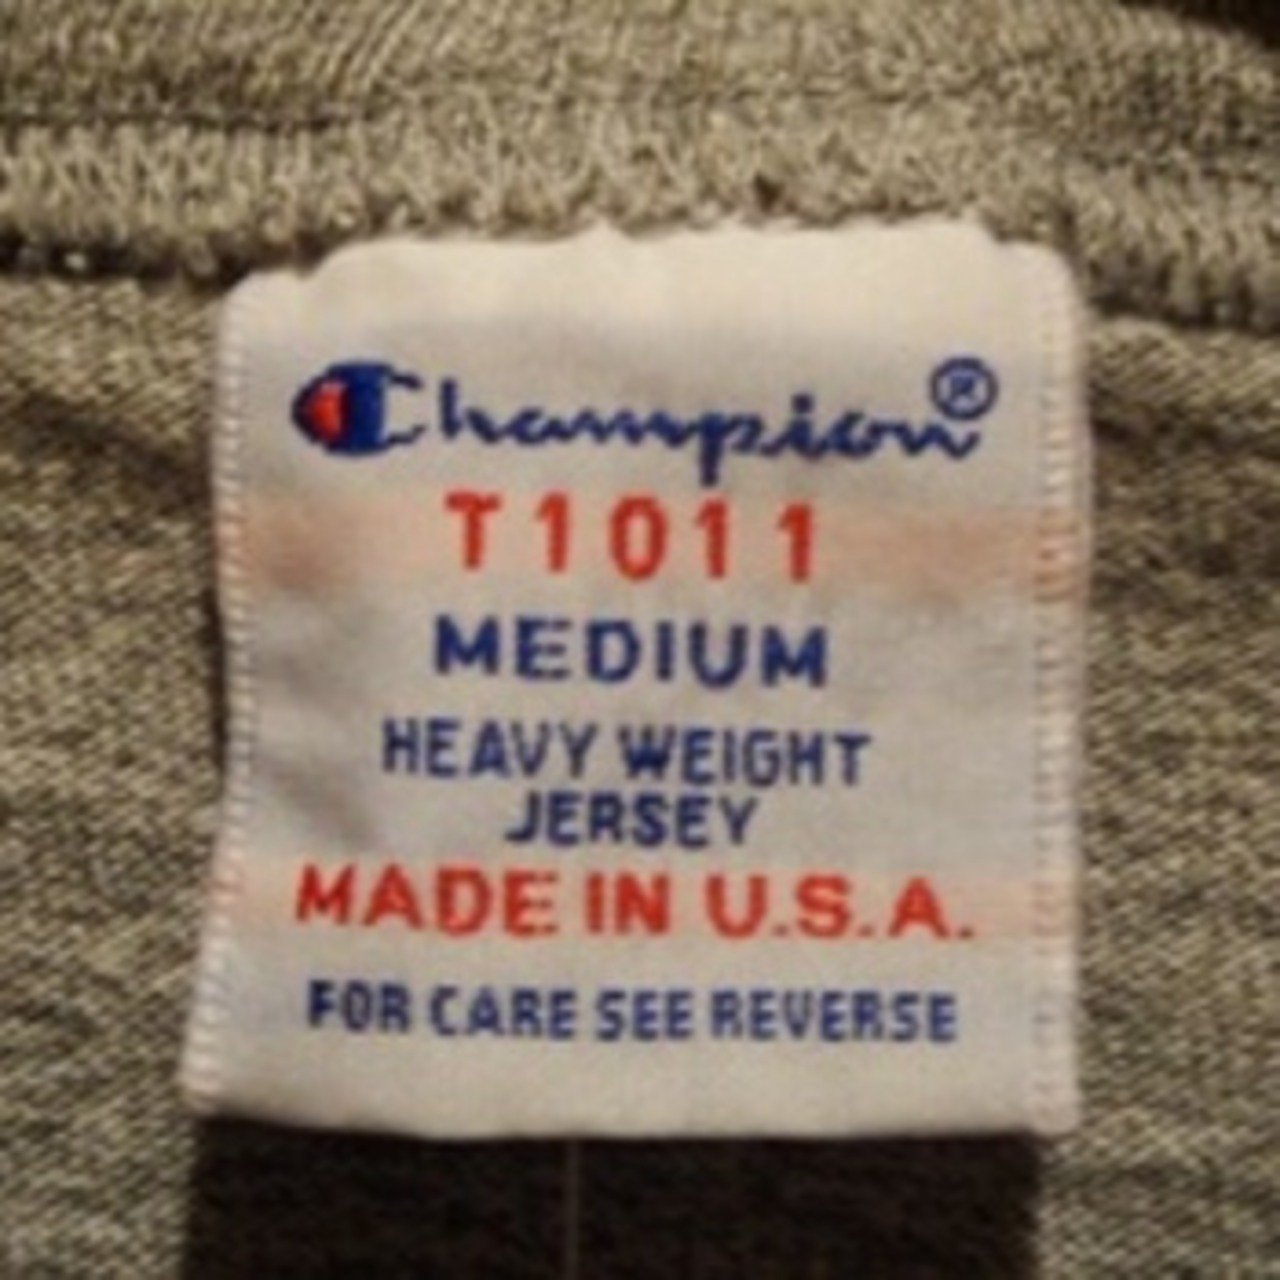 Champion®
T1011
MEDIUM
HEAVY WEIGHT
JERSEY
MADE IN U.S.A.
FOR CARE SEE REVERSE